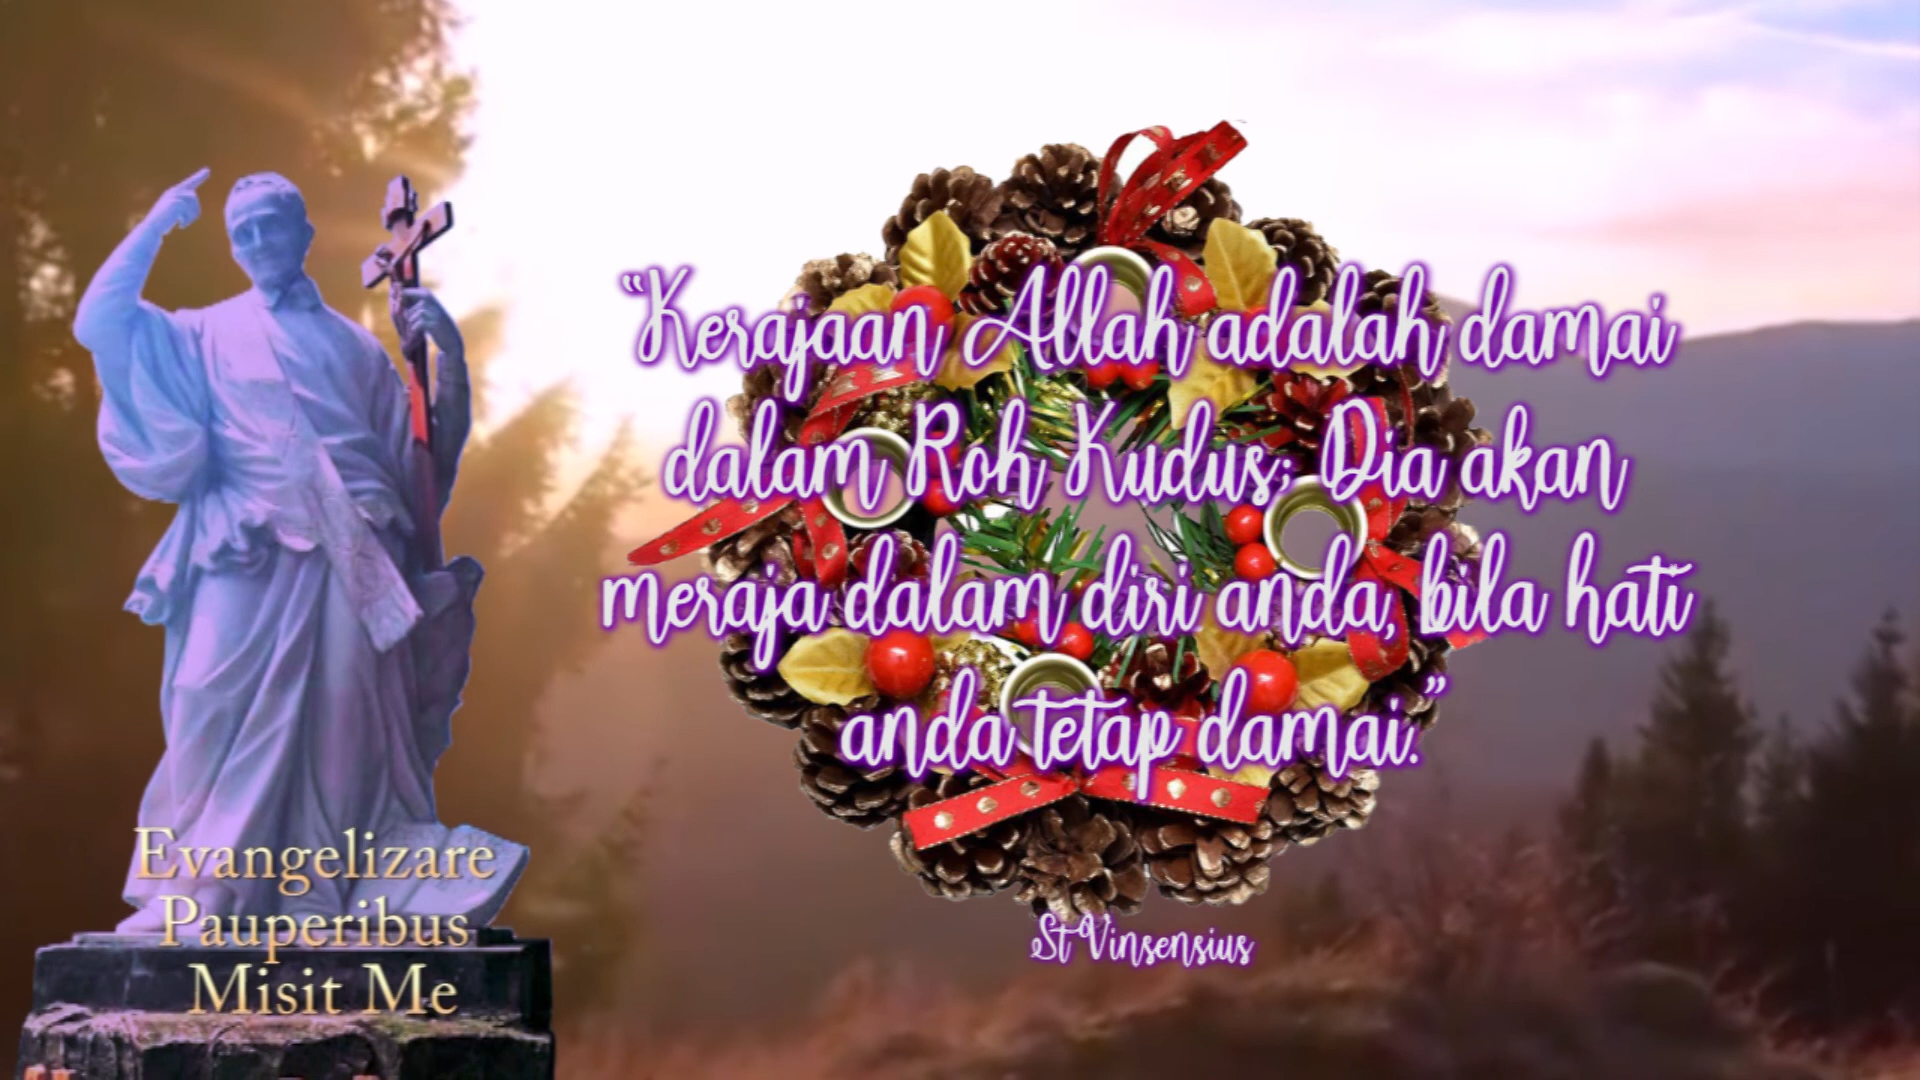 “Kerajaan Allah adalah damai
dalam Roh Kudus; Dia akan
meraja dalam diri anda, bila hati
anda tetap damai.”
St Vinsensius
Evangelizare
Pauperibus
Misit Me